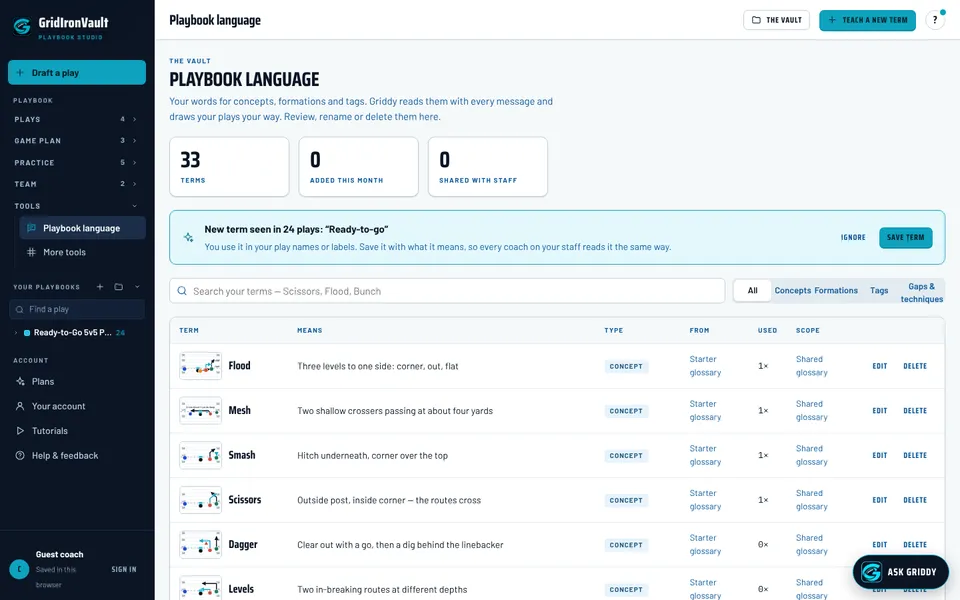 GridIronVault
PLAYBOOK STUDIO
+ Draft a play
PLAYBOOK
PLAYS 4
GAME PLAN 3
PRACTICE 5
TEAM 2
TOOLS
Playbook language
More tools
YOUR PLAYBOOKS
Find a play
Ready-to-Go 5v5 P... 24
ACCOUNT
Plans
Your account
Tutorials
Help & feedback
Guest coach
Saved in this browser
SIGN IN
Playbook language
THE VAULT
+ TEACH A NEW TERM
?
THE VAULT
PLAYBOOK LANGUAGE
Your words for concepts, formations and tags. Griddy reads them with every message and
draws your plays your way. Review, rename or delete them here.
33
TERMS
0
ADDED THIS MONTH
0
SHARED WITH STAFF
New term seen in 24 plays: “Ready-to-go”
You use it in your play names or labels. Save it with what it means, so every coach on your staff reads it the same way.
IGNORE
SAVE TERM
Search your terms — Scissors, Flood, Bunch
All Concepts Formations Tags Gaps & techniques
TERM MEANS TYPE FROM USED SCOPE
Flood Three levels to one side: corner, out, flat CONCEPT Starter glossary 1× Shared glossary EDIT DELETE
Mesh Two shallow crossers passing at about four yards CONCEPT Starter glossary 1× Shared glossary EDIT DELETE
Smash Hitch underneath, corner over the top CONCEPT Starter glossary 1× Shared glossary EDIT DELETE
Scissors Outside post, inside corner — the routes cross CONCEPT Starter glossary 1× Shared glossary EDIT DELETE
Dagger Clear out with a go, then a dig behind the linebacker CONCEPT Starter glossary 0× Shared glossary EDIT DELETE
Levels Two in-breaking routes at different depths CONCEPT Starter glossary 0× Shared glossary EDIT DELETE
ASK GRIDDY